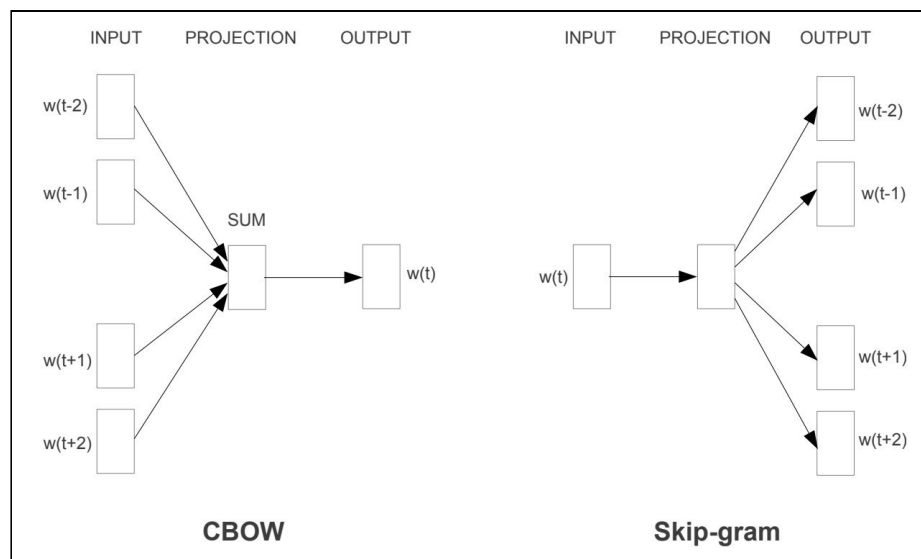 INPUT PROJECTION OUTPUT
w(t-2)
w(t-1)
SUM
w(t)
w(t+1)
w(t+2)
CBOW
INPUT PROJECTION OUTPUT
w(t-2)
w(t-1)
w(t)
w(t+1)
w(t+2)
Skip-gram